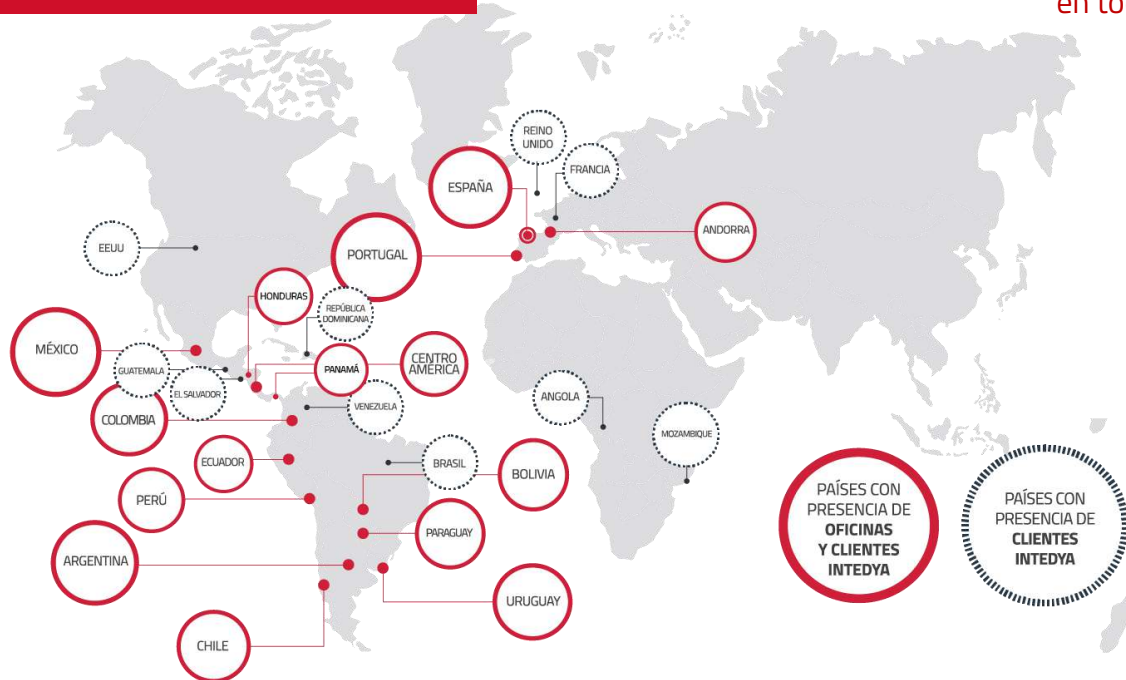 en to
REINO
UNIDO
FRANCIA
ESPAÑA
ANDORRA
EEUU
PORTUGAL
HONDURAS
REPÚBLICA
DOMINICANA
MÉXICO
GUATEMALA
PANAMÁ
CENTRO
AMÉRICA
EL SALVADOR
COLOMBIA
VENEZUELA
ANGOLA
MOZAMBIQUE
ECUADOR
BRASIL
BOLIVIA
PERÚ
PARAGUAY
ARGENTINA
URUGUAY
CHILE
PAÍSES CON
PRESENCIA DE
OFICINAS
Y CLIENTES
INTEDYA
PAÍSES CON
PRESENCIA DE
CLIENTES
INTEDYA